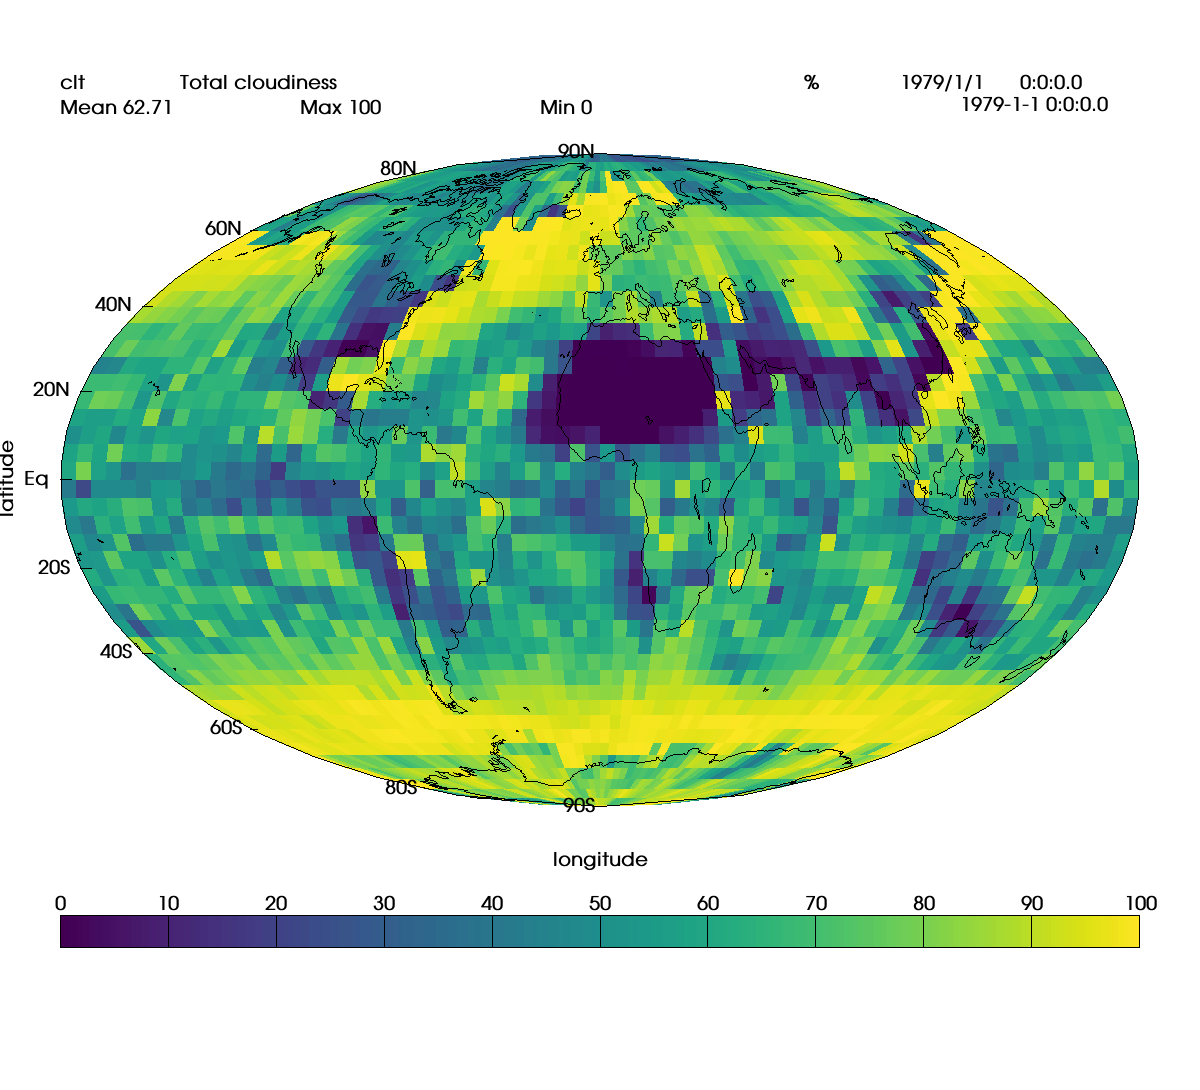 clt Total cloudiness % 1979/1/1 0:0:0.0
Mean 62.71 Max 100 Min 0 1979-1-1 0:0:0.0
90N
80N
60N
40N
20N
latitude
Eq
20S
40S
60S
80S
90S
longitude
0 10 20 30 40 50 60 70 80 90 100